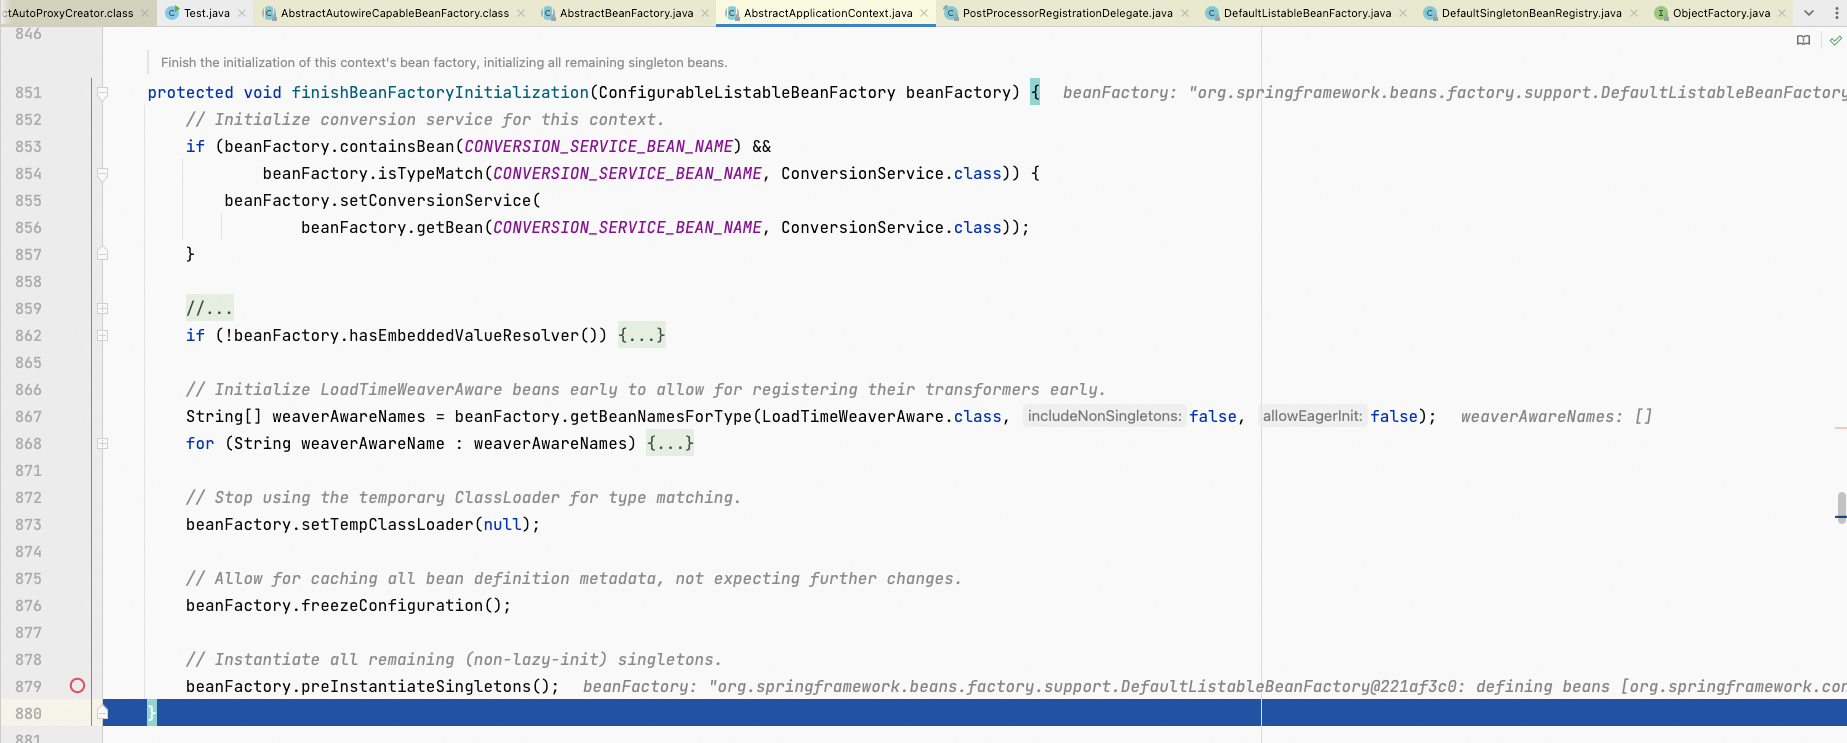 ctAutoProxyCreator.class Test.java AbstractAutowireCapableBeanFactory.class AbstractBeanFactory.java AbstractApplicationContext.java PostProcessorRegistrationDelegate.java DefaultListableBeanFactory.java DefaultSingletonBeanRegistry.java ObjectFactory.java
846
Finish the initialization of this context's bean factory, initializing all remaining singleton beans.
851 protected void finishBeanFactoryInitialization(ConfigurableListableBeanFactory beanFactory) { beanFactory: "org.springframework.beans.factory.support.DefaultListableBeanFactory
852 // Initialize conversion service for this context.
853 if (beanFactory.containsBean(CONVERSION_SERVICE_BEAN_NAME) &&
854 beanFactory.isTypeMatch(CONVERSION_SERVICE_BEAN_NAME, ConversionService.class)) {
855 beanFactory.setConversionService(
856 beanFactory.getBean(CONVERSION_SERVICE_BEAN_NAME, ConversionService.class));
857 }
858
859 //...
862 if (!beanFactory.hasEmbeddedValueResolver()) {...}
865
866 // Initialize LoadTimeWeaverAware beans early to allow for registering their transformers early.
867 String[] weaverAwareNames = beanFactory.getBeanNamesForType(LoadTimeWeaverAware.class, includeNonSingletons: false, allowEagerInit: false); weaverAwareNames: []
868 for (String weaverAwareName : weaverAwareNames) {...}
871
872 // Stop using the temporary ClassLoader for type matching.
873 beanFactory.setTempClassLoader(null);
874
875 // Allow for caching all bean definition metadata, not expecting further changes.
876 beanFactory.freezeConfiguration();
877
878 // Instantiate all remaining (non-lazy-init) singletons.
879 beanFactory.preInstantiateSingletons(); beanFactory: "org.springframework.beans.factory.support.DefaultListableBeanFactory@221af3c0: defining beans [org.springframework.con
880 }
881